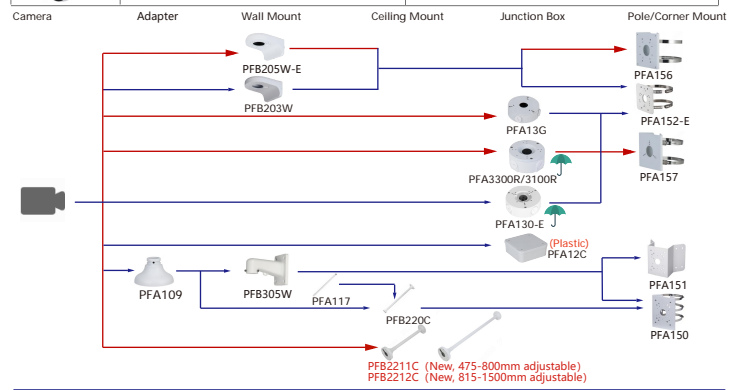 Camera Adapter Wall Mount Ceiling Mount Junction Box Pole/Corner Mount
PFB205W-E
PFA156
PFB203W
PFA152-E
PFA13G
PFA3300R/3100R
PFA157
PFA130-E
(Plastic)
PFA12C
PFA109
PFB305W
PFA117
PFB220C
PFA151
PFA150
PFB2211C (New, 475-800mm adjustable)
PFB2212C (New, 815-1500mm adjustable)